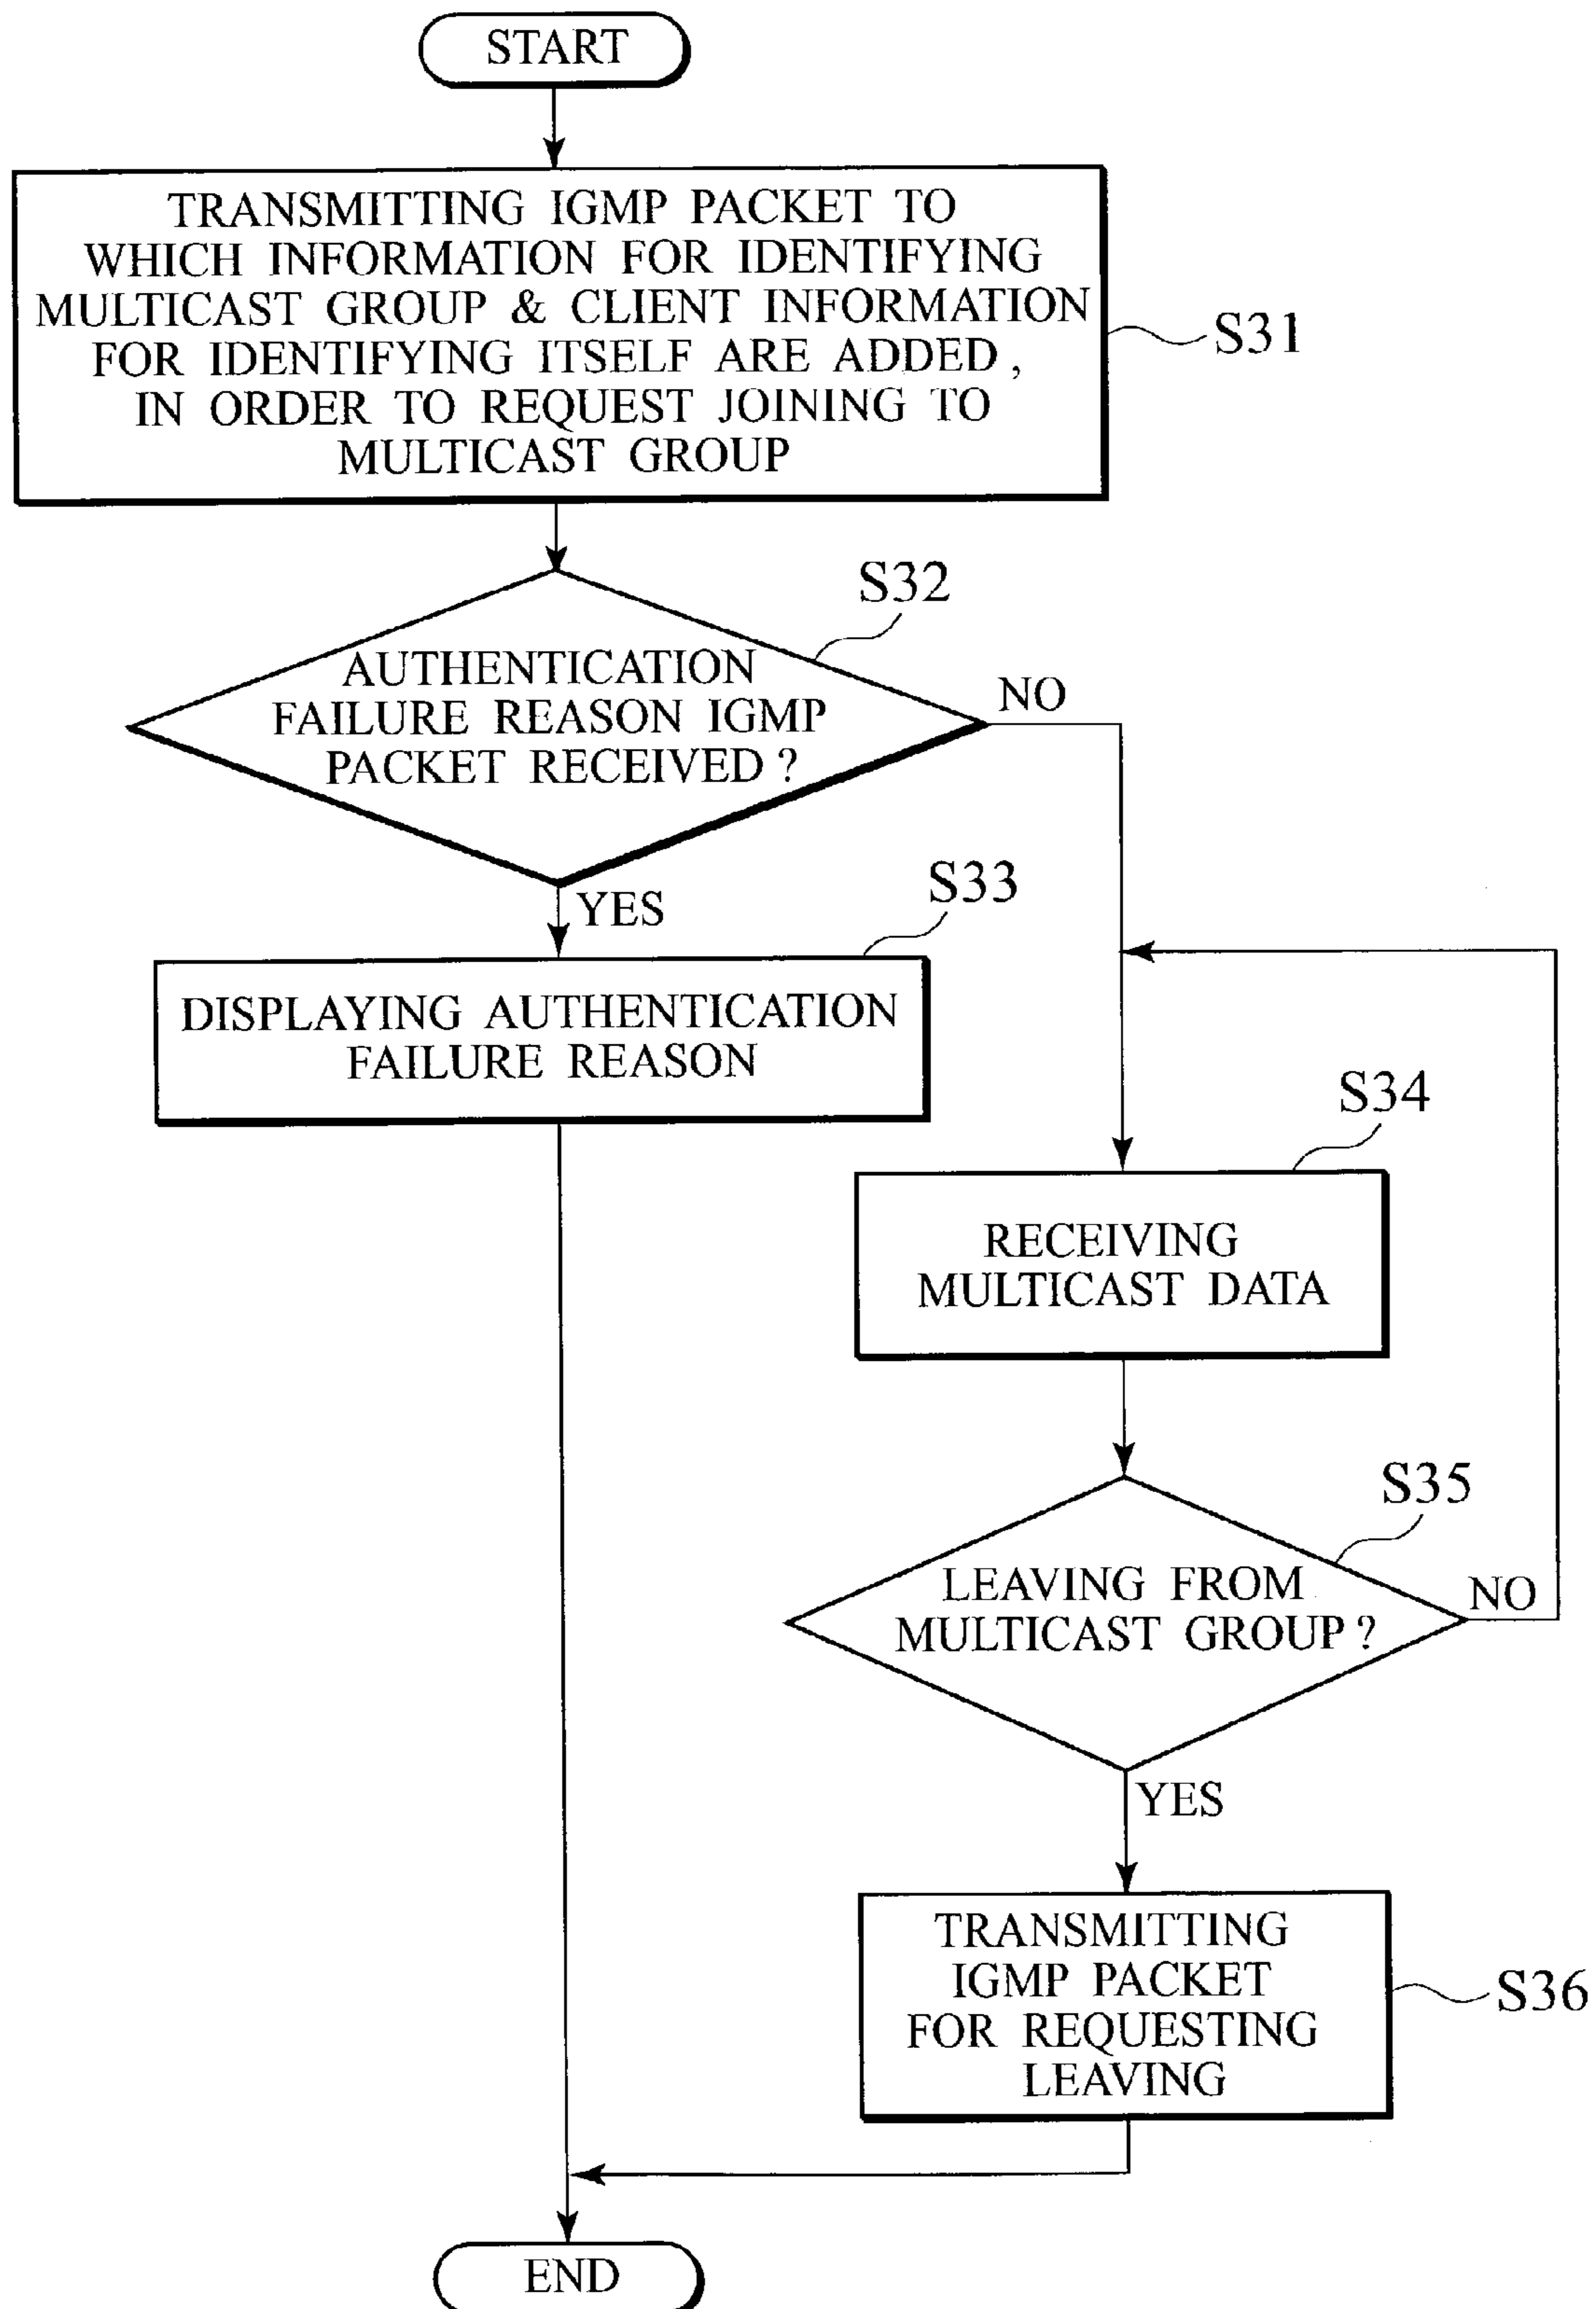 START
TRANSMITTING IGMP PACKET TO
WHICH INFORMATION FOR IDENTIFYING
MULTICAST GROUP & CLIENT INFORMATION
FOR IDENTIFYING ITSELF ARE ADDED,
IN ORDER TO REQUEST JOINING TO
MULTICAST GROUP
S31
S32
AUTHENTICATION
FAILURE REASON IGMP
PACKET RECEIVED ?
NO
YES
S33
DISPLAYING AUTHENTICATION
FAILURE REASON
S34
RECEIVING
MULTICAST DATA
S35
LEAVING FROM
MULTICAST GROUP ?
NO
YES
TRANSMITTING
IGMP PACKET
FOR REQUESTING
LEAVING
S36
END